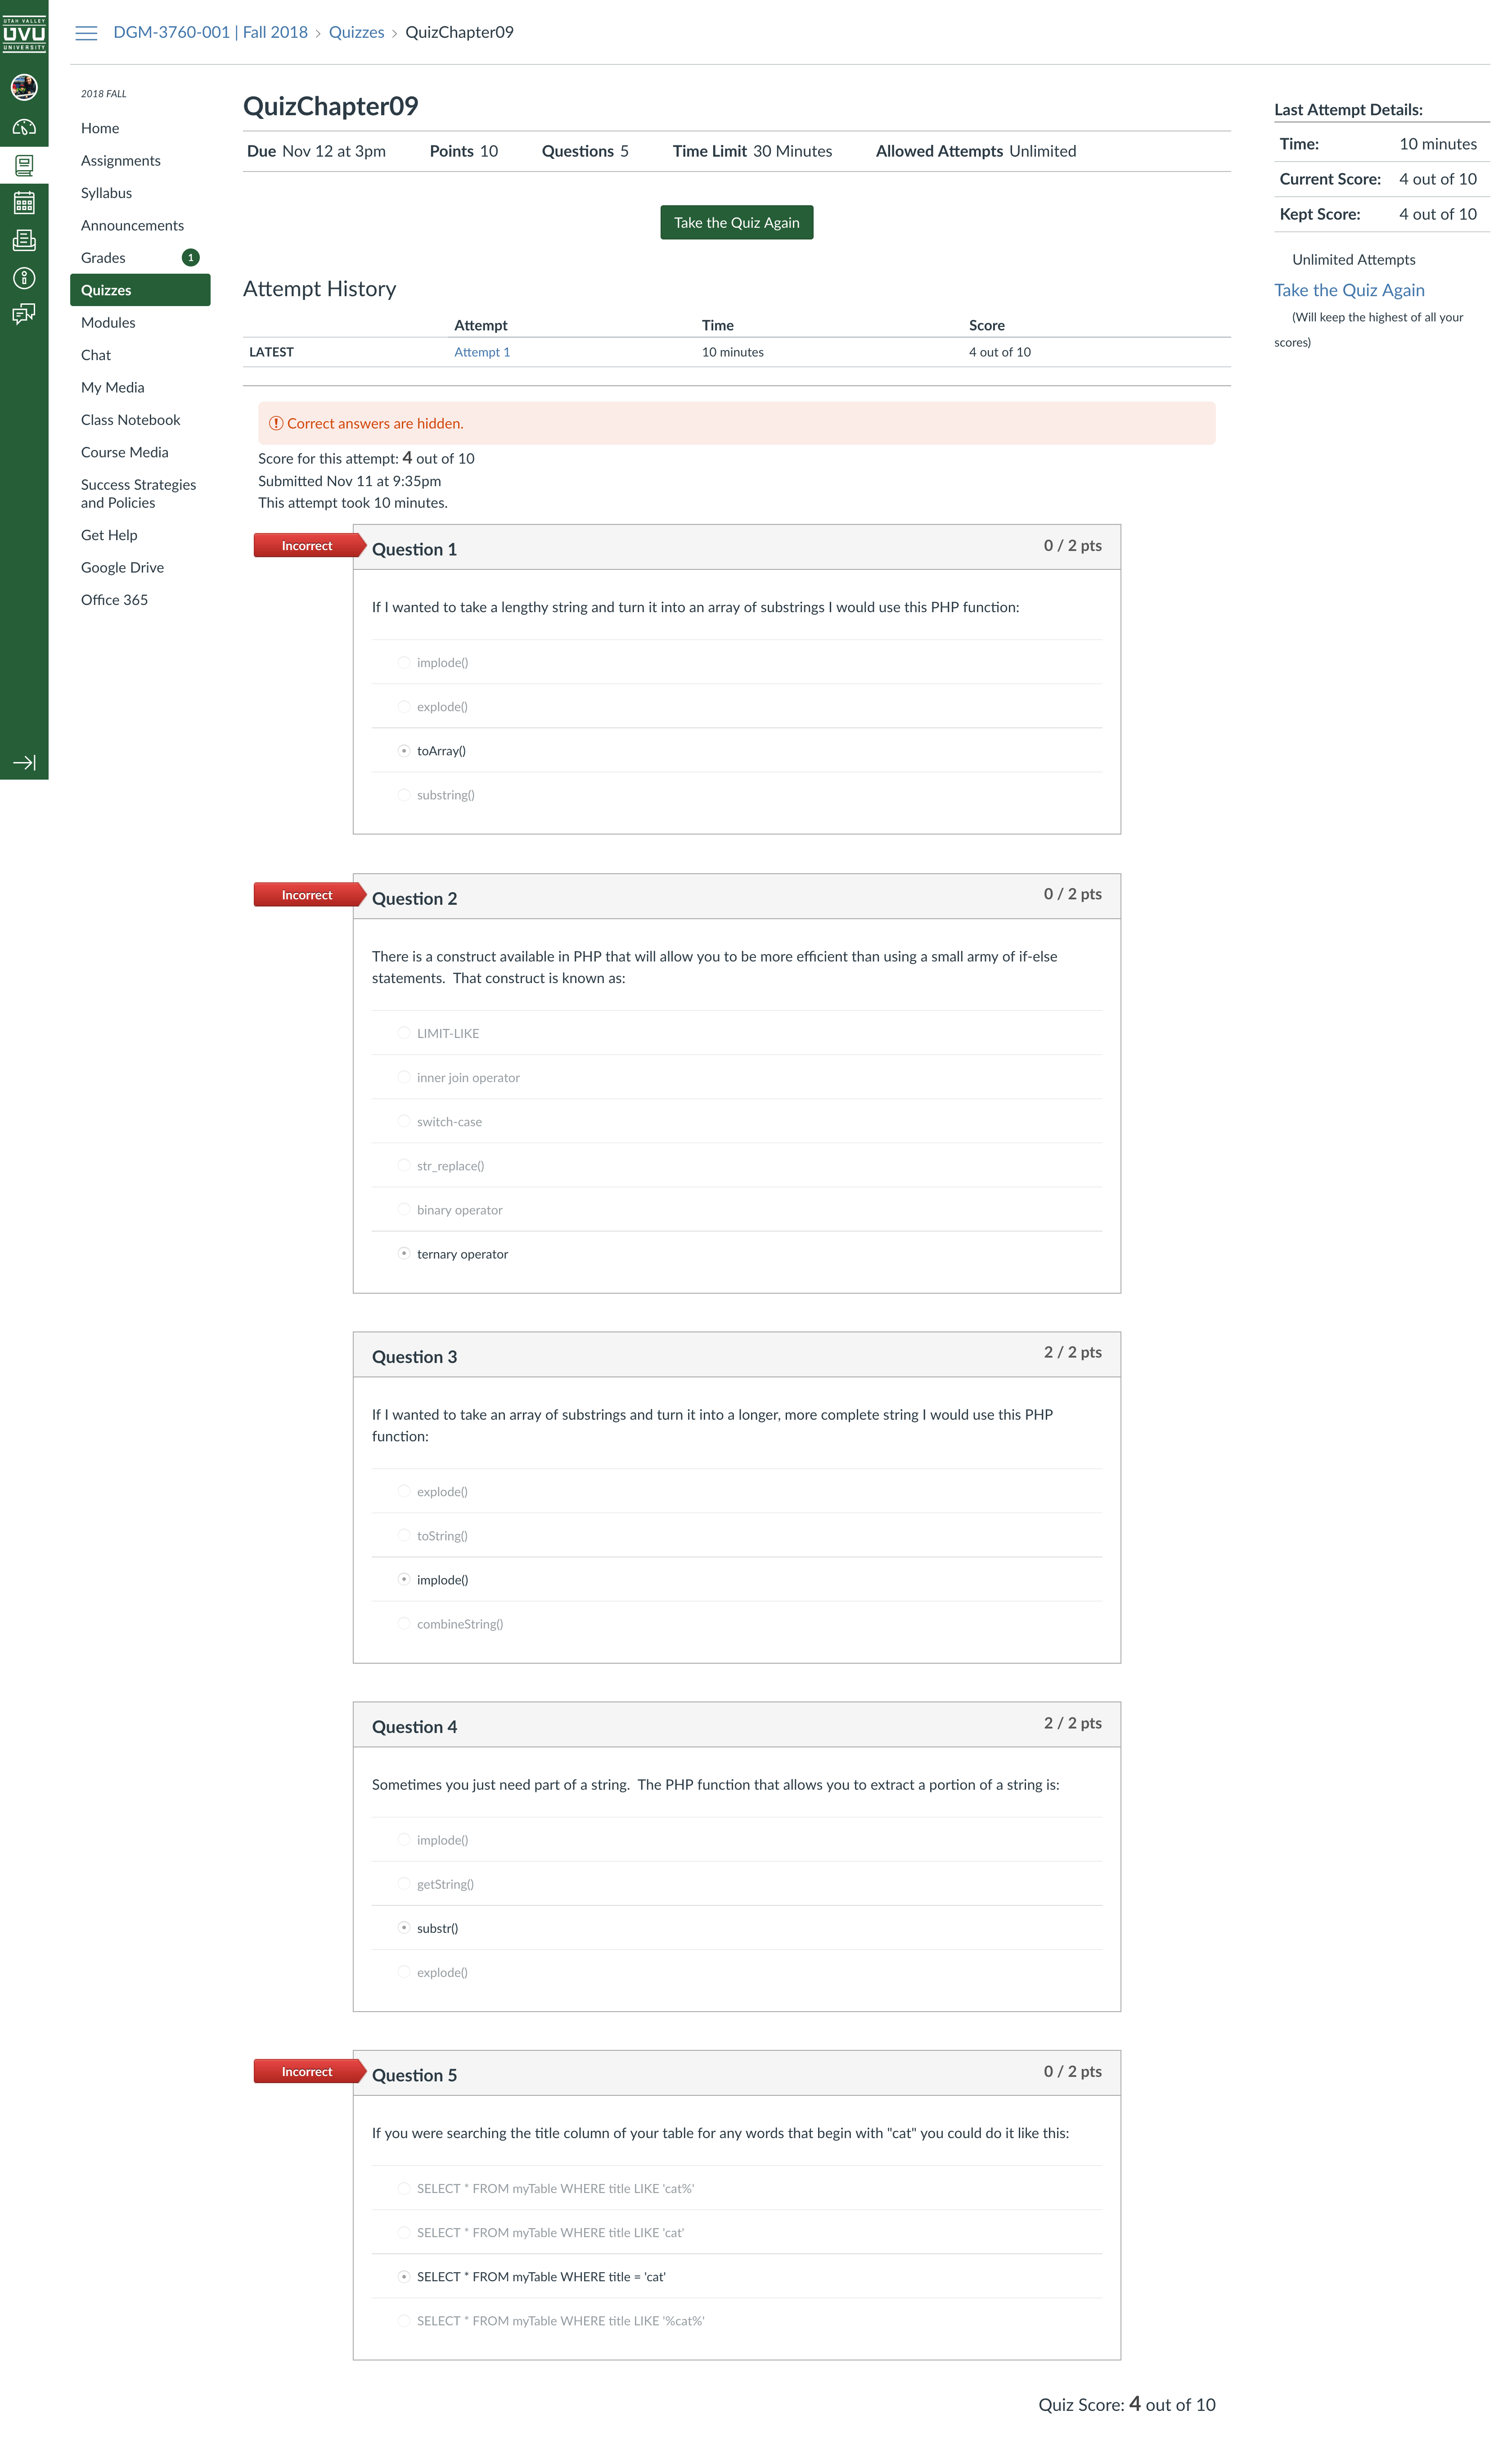 UTAH VALLEY
UVU
UNIVERSITY
DGM-3760-001 | Fall 2018 › Quizzes › QuizChapter09
2018 FALL
Home
Assignments
Syllabus
Announcements
Grades 1
Quizzes
Modules
Chat
My Media
Class Notebook
Course Media
Success Strategies
and Policies
Get Help
Google Drive
Office 365
QuizChapter09
Due Nov 12 at 3pm Points 10 Questions 5 Time Limit 30 Minutes Allowed Attempts Unlimited
Take the Quiz Again
Attempt History
Attempt Time Score
LATEST Attempt 1 10 minutes 4 out of 10
Correct answers are hidden.
Score for this attempt: 4 out of 10
Submitted Nov 11 at 9:35pm
This attempt took 10 minutes.
Incorrect Question 1 0 / 2 pts
If I wanted to take a lengthy string and turn it into an array of substrings I would use this PHP function:
implode()
explode()
toArray()
substring()
Incorrect Question 2 0 / 2 pts
There is a construct available in PHP that will allow you to be more efficient than using a small army of if-else
statements.  That construct is known as:
LIMIT-LIKE
inner join operator
switch-case
str_replace()
binary operator
ternary operator
Question 3 2 / 2 pts
If I wanted to take an array of substrings and turn it into a longer, more complete string I would use this PHP
function:
explode()
toString()
implode()
combineString()
Question 4 2 / 2 pts
Sometimes you just need part of a string.  The PHP function that allows you to extract a portion of a string is:
implode()
getString()
substr()
explode()
Incorrect Question 5 0 / 2 pts
If you were searching the title column of your table for any words that begin with "cat" you could do it like this:
SELECT * FROM myTable WHERE title LIKE 'cat%'
SELECT * FROM myTable WHERE title LIKE 'cat'
SELECT * FROM myTable WHERE title = 'cat'
SELECT * FROM myTable WHERE title LIKE '%cat%'
Quiz Score: 4 out of 10
Last Attempt Details:
Time: 10 minutes
Current Score: 4 out of 10
Kept Score: 4 out of 10
Unlimited Attempts
Take the Quiz Again
(Will keep the highest of all your
scores)